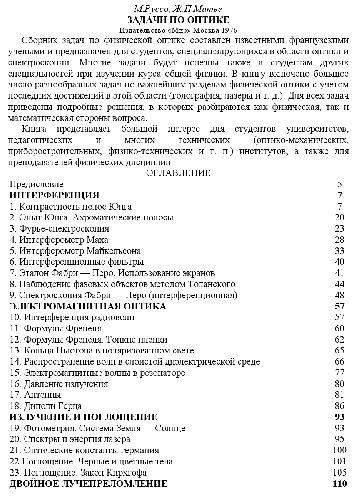 М.Руссо, Ж.П.Матье
ЗАДАЧИ ПО ОПТИКЕ
Издательство «Мир» Москва 1976
Сборник задач по физической оптике составлен известными французскими
учеными и предназначен для студентов, специализирующихся в области оптики и
спектроскопии. Многие задачи будут полезны также и студентам других
специальностей при изучении курса общей физики. В книгу включено большое
число разнообразных задач по важнейшим разделам физической оптики с учетом
последних достижений в этой области (голография, лазеры и т. д.). Для всех задач
приведены подробные решения, в которых разбираются как физическая, так и
математическая стороны вопроса.
Книга представляет большой интерес для студентов университетов,
педагогических и многих технических (оптико-механических,
приборостроительных, физико-технических и т. п.) институтов, а также для
преподавателей физических дисциплин
ОГЛАВЛЕНИЕ
Предисловие 5
ИНТЕРФЕРЕНЦИЯ 7
1. Контрастность полос Юнга 7
2. Опыт Юнга. Ахроматические полосы 20
3. Фурье-спектроскопия 23
4. Интерферометр Маха 28
5. Интерферометр Майкельсона 33
6. Интерференционные фильтры 40
7. Эталон Фабри — Перо. Использование экранов 41
8. Наблюдение фазовых объектов методом Толанского 44
9. Спектроскопия Фабри — Перо (интерференционная) 48
ЭЛЕКТРОМАГНИТНАЯ ОПТИКА 57
10. Интерференция радиоволн 57
11. Формулы Френеля 60
12. Формулы Френеля. Тонкие пленки 62
13. Кольца Ньютона в поляризованном свете 65
14. Распространение волн в слоистой диэлектрической среде 66
15. Электромагнитные волны в резонаторе 77
16. Давление излучения 80
17. Антенны 81
18. Диполи Герца 86
ИЗЛУЧЕНИЕ И ПОГЛОЩЕНИЕ 93
19. Фотометрия. Система Земля — Солнце 93
20. Спектры и энергия лазера 95
21. Оптические константы германия 100
22 Поглощение. Черные и цветные тела 101
23. Поглощение. Закон Кирхгофа 105
ДВОЙНОЕ ЛУЧЕПРЕЛОМЛЕНИЕ 110